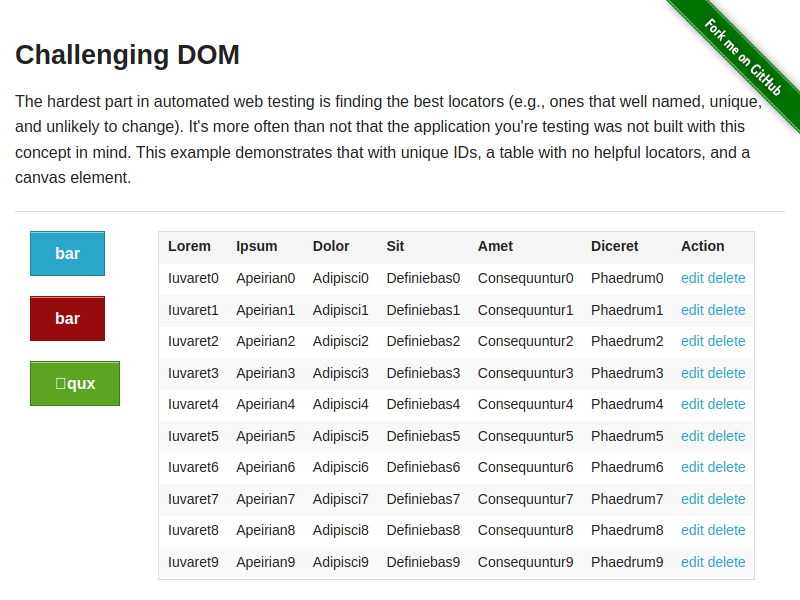 Fork me on GitHub
Challenging DOM
The hardest part in automated web testing is finding the best locators (e.g., ones that well named, unique,
and unlikely to change). It's more often than not that the application you're testing was not built with this
concept in mind. This example demonstrates that with unique IDs, a table with no helpful locators, and a
canvas element.
bar
bar
qux
Lorem Ipsum Dolor Sit Amet Diceret Action
Iuvaret0 Apeirian0 Adipisci0 Definiebas0 Consequuntur0 Phaedrum0 edit delete
Iuvaret1 Apeirian1 Adipisci1 Definiebas1 Consequuntur1 Phaedrum1 edit delete
Iuvaret2 Apeirian2 Adipisci2 Definiebas2 Consequuntur2 Phaedrum2 edit delete
Iuvaret3 Apeirian3 Adipisci3 Definiebas3 Consequuntur3 Phaedrum3 edit delete
Iuvaret4 Apeirian4 Adipisci4 Definiebas4 Consequuntur4 Phaedrum4 edit delete
Iuvaret5 Apeirian5 Adipisci5 Definiebas5 Consequuntur5 Phaedrum5 edit delete
Iuvaret6 Apeirian6 Adipisci6 Definiebas6 Consequuntur6 Phaedrum6 edit delete
Iuvaret7 Apeirian7 Adipisci7 Definiebas7 Consequuntur7 Phaedrum7 edit delete
Iuvaret8 Apeirian8 Adipisci8 Definiebas8 Consequuntur8 Phaedrum8 edit delete
Iuvaret9 Apeirian9 Adipisci9 Definiebas9 Consequuntur9 Phaedrum9 edit delete